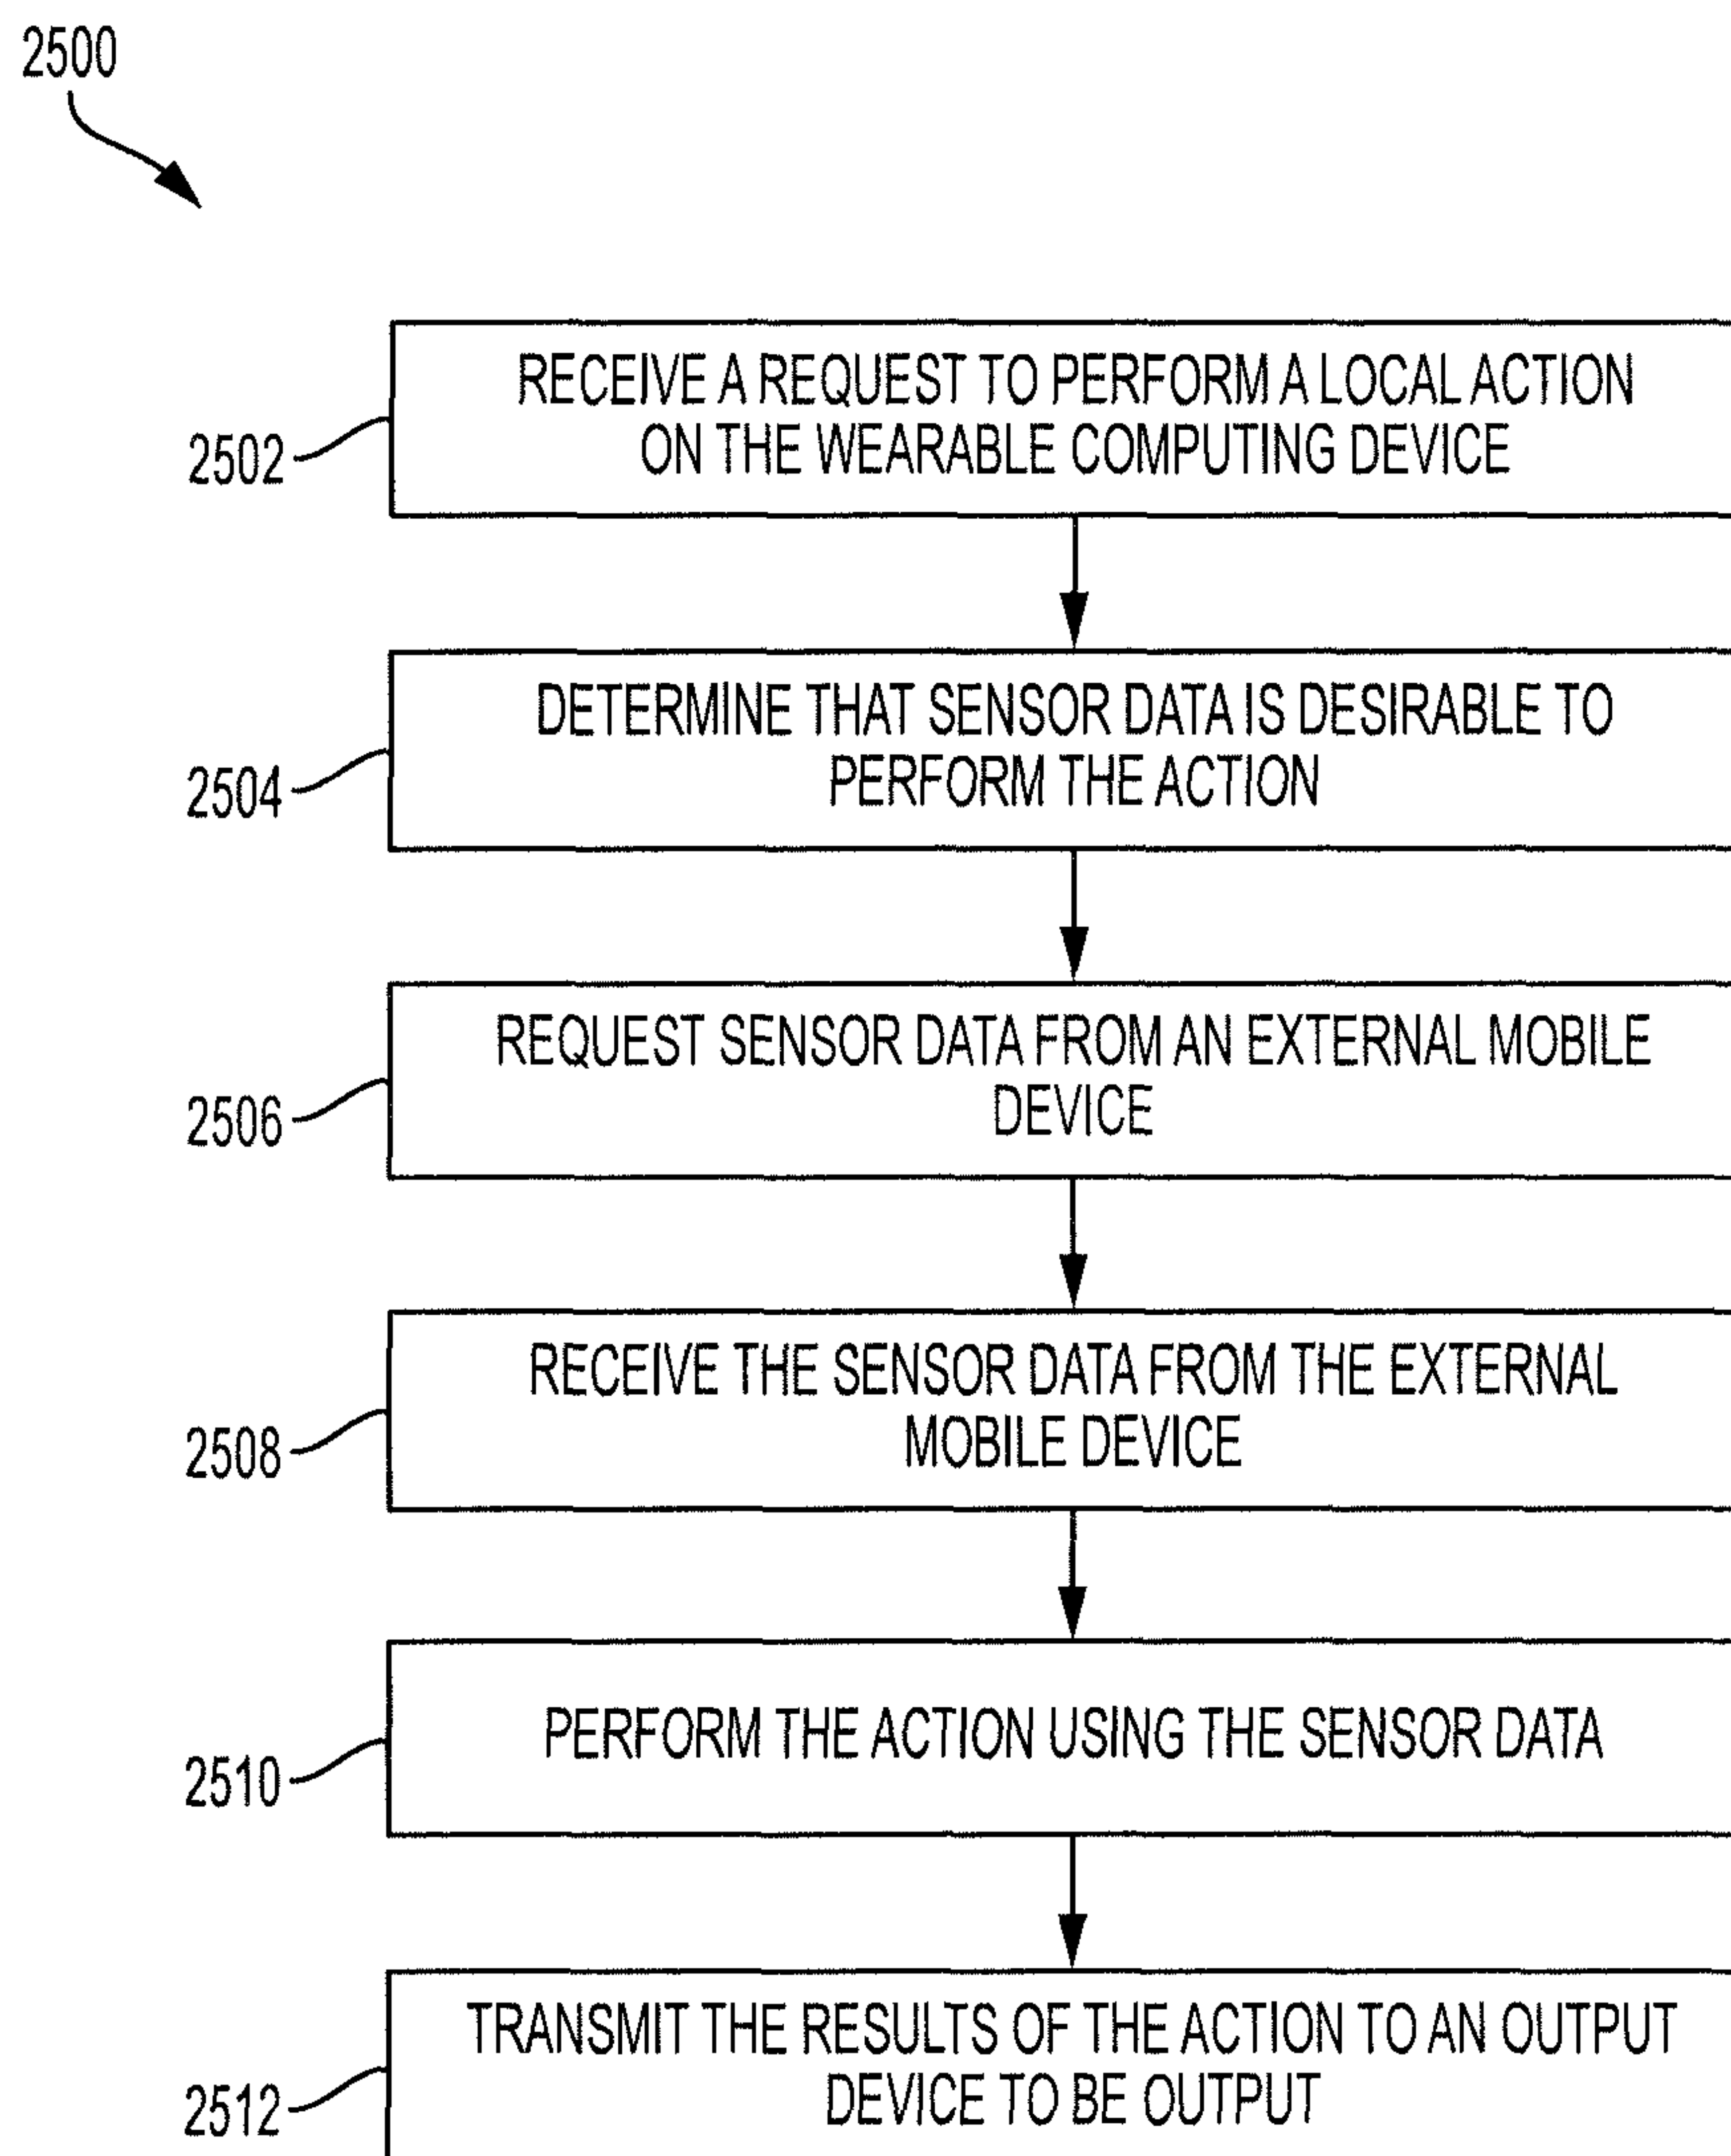 2500
RECEIVE A REQUEST TO PERFORM A LOCAL ACTION
ON THE WEARABLE COMPUTING DEVICE
2502
DETERMINE THAT SENSOR DATA IS DESIRABLE TO
PERFORM THE ACTION
2504
REQUEST SENSOR DATA FROM AN EXTERNAL MOBILE
DEVICE
2506
RECEIVE THE SENSOR DATA FROM THE EXTERNAL
MOBILE DEVICE
2508
PERFORM THE ACTION USING THE SENSOR DATA
2510
TRANSMIT THE RESULTS OF THE ACTION TO AN OUTPUT
DEVICE TO BE OUTPUT
2512